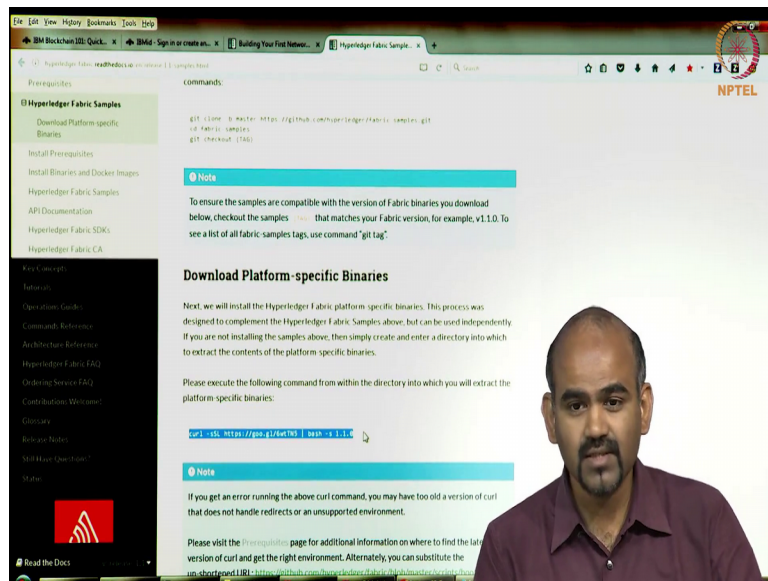 File Edit View History Bookmarks Tools Help
IBM Blockchain 101: Quick... × IBMid - Sign in or create an... × Building Your First Networ... × Hyperledger Fabric Sample... × +
Search
NPTEL
Prerequisites
Hyperledger Fabric Samples
Download Platform-specific
Binaries
Install Prerequisites
Install Binaries and Docker Images
Hyperledger Fabric Samples
API Documentation
Hyperledger Fabric SDKs
Hyperledger Fabric CA
Key Concepts
Tutorials
Operations Guides
Commands Reference
Architecture Reference
Hyperledger Fabric FAQ
Ordering Service FAQ
Contributions Welcome!
Glossary
Release Notes
Still Have Questions?
Status
Read the Docs
commands:
git clone -b master https://github.com/hyperledger/fabric-samples.git
cd fabric-samples
git checkout {TAG}
Note
To ensure the samples are compatible with the version of Fabric binaries you download
below, checkout the samples that matches your Fabric version, for example, v1.1.0. To
see a list of all fabric-samples tags, use command "git tag".
Download Platform-specific Binaries
Next, we will install the Hyperledger Fabric platform-specific binaries. This process was
designed to complement the Hyperledger Fabric Samples above, but can be used independently.
If you are not installing the samples above, then simply create and enter a directory into which
to extract the contents of the platform-specific binaries.
Please execute the following command from within the directory into which you will extract the
platform-specific binaries:
curl -sSL https://goo.gl/6wtTN5 | bash -s 1.1.0
Note
If you get an error running the above curl command, you may have too old a version of curl
that does not handle redirects or an unsupported environment.
Please visit the Prerequisites page for additional information on where to find the late
version of curl and get the right environment. Alternately, you can substitute the
un-shortened URL: https://github.com/hyperledger/fabric/blob/master/scripts/boo